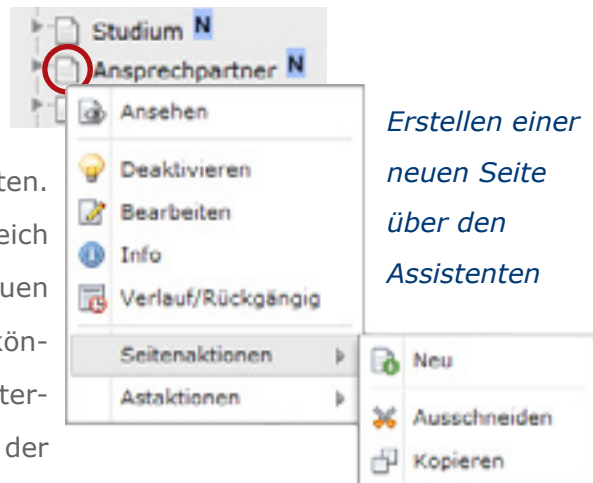 Studium N
Ansprechpartner N
Ansehen
Deaktivieren
Bearbeiten
Info
Verlauf/Rückgängig
Seitenaktionen
Astaktionen
Neu
Ausschneiden
Kopieren
Erstellen einer
neuen Seite
über den
Assistenten
ten.
eich
uen
kön-
ter-
der